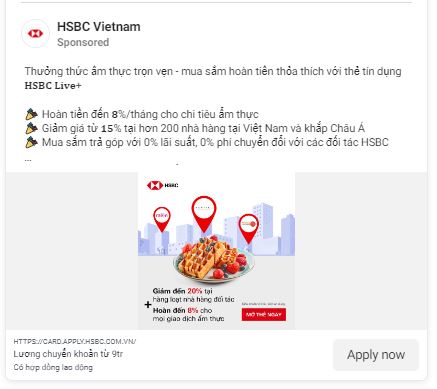 HSBC Vietnam
Sponsored
Thưởng thức ẩm thực trọn vẹn - mua sắm hoàn tiền thỏa thích với thẻ tín dụng
HSBC Live+
🎉 Hoàn tiền đến 8%/tháng cho chi tiêu ẩm thực
🎉 Giảm giá từ 15% tại hơn 200 nhà hàng tại Việt Nam và khắp Châu Á
🎉 Mua sắm trả góp với 0% lãi suất, 0% phí chuyển đổi với các đối tác HSBC
...
HSBC
Giảm đến 20% tại
hàng loạt nhà hàng đối tác
+
Hoàn đến 8% cho
mọi giao dịch ẩm thực
MỞ THẺ NGAY
HTTPS://CARD.APPLY.HSBC.COM.VN/
Lương chuyển khoản từ 9tr
Có hợp đồng lao động
Apply now